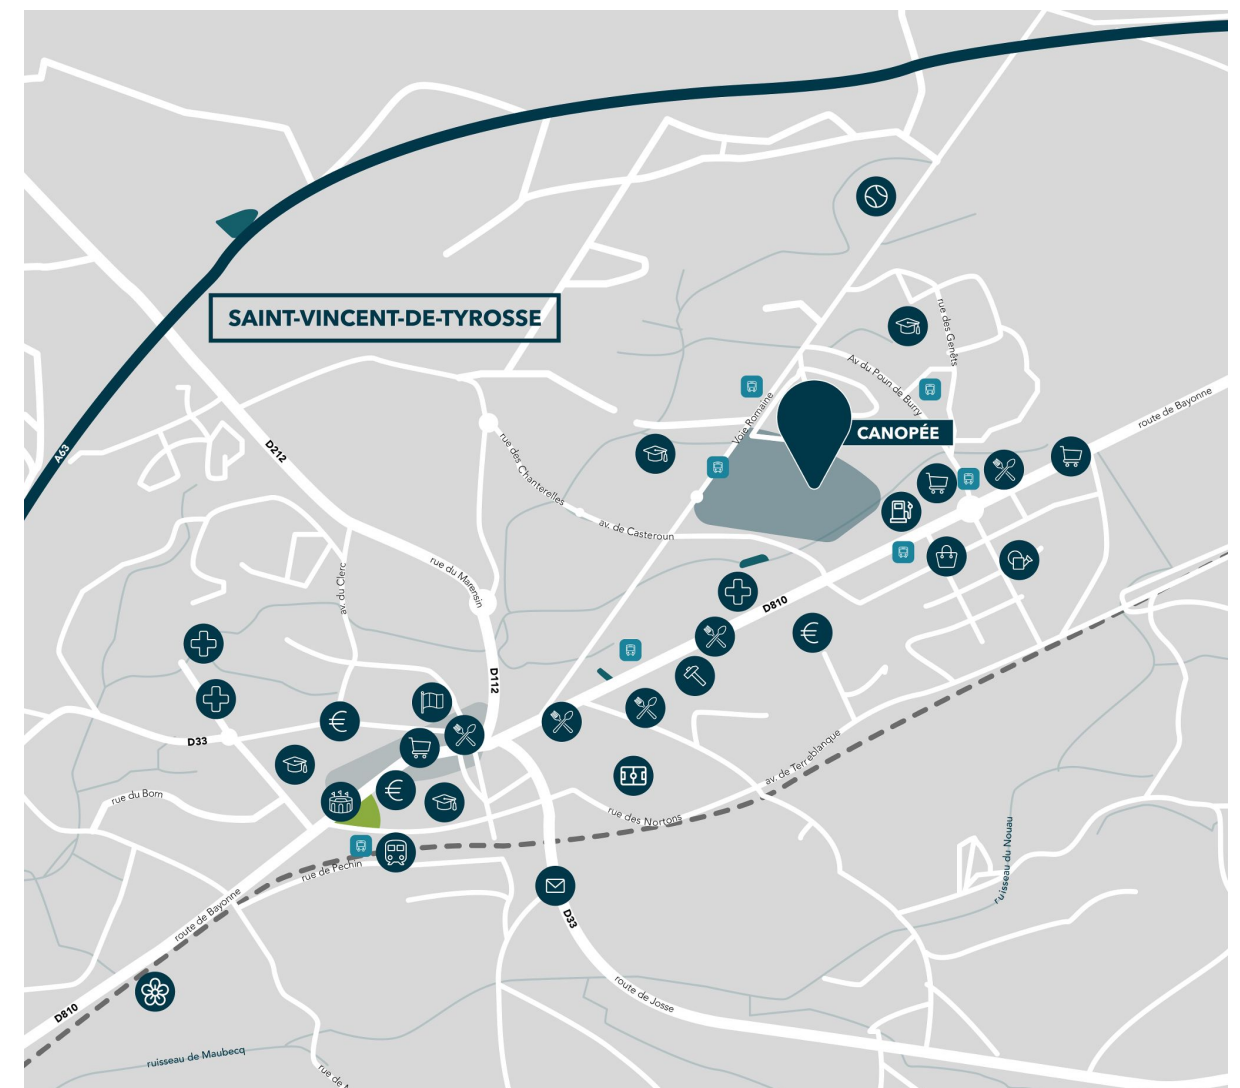 SAINT-VINCENT-DE-TYROSSE
rue des Genêts
Av du Poun de Burry
route de Bayonne
Voie Romaine
CANOPÉE
A63
D212
rue des Chanterelles
av. de Casteroun
rue du Marensin
av. du Clerc
D810
D112
D33
av. de Terreblanque
rue du Bom
rue des Nortons
ruisseau du Nouau
rue de Pechin
route de Bayonne
D33
route de Josse
D810
ruisseau de Maubecq
rue de